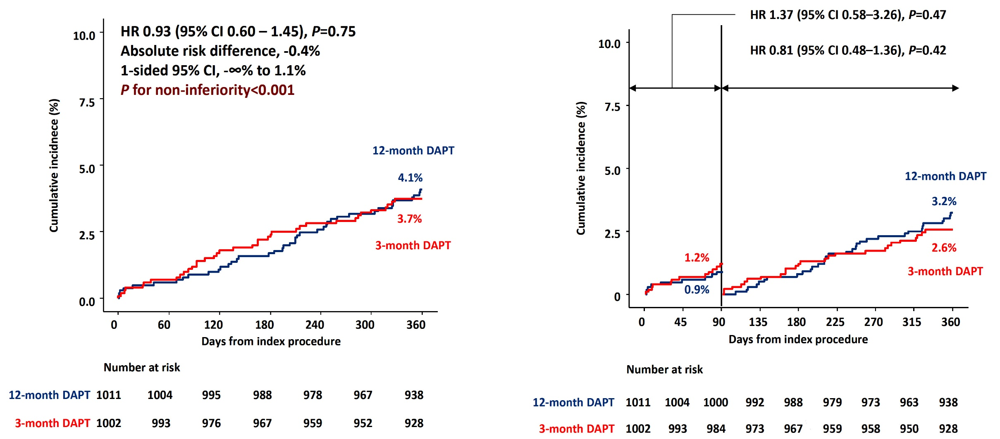 HR 0.93 (95% CI 0.60 – 1.45), P=0.75
Absolute risk difference, -0.4%
1-sided 95% CI, -∞% to 1.1%
P for non-inferiority<0.001
Cumulative incidnece (%)
10.0
7.5
5.0
2.5
0.0
12-month DAPT
4.1%
3.7%
3-month DAPT
0 60 120 180 240 300 360
Days from index procedure
Number at risk
12-month DAPT 1011 1004 995 988 978 967 938
3-month DAPT 1002 993 976 967 959 952 928
HR 1.37 (95% CI 0.58–3.26), P=0.47
HR 0.81 (95% CI 0.48–1.36), P=0.42
Cumulative incidence (%)
10.0
7.5
5.0
2.5
0
12-month DAPT
3.2%
1.2%
2.6%
0.9%
3-month DAPT
0 45 90 135 180 225 270 315 360
Days from index procedure
Number at risk
12-month DAPT 1011 1004 1000 992 988 979 973 963 938
3-month DAPT 1002 993 984 973 967 959 958 950 928